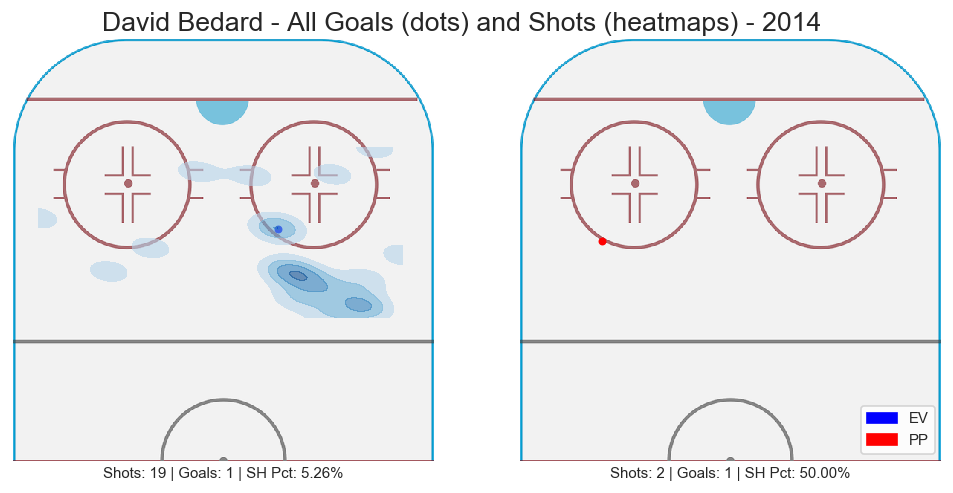 David Bedard - All Goals (dots) and Shots (heatmaps) - 2014
EV
PP
Shots: 19 | Goals: 1 | SH Pct: 5.26%
Shots: 2 | Goals: 1 | SH Pct: 50.00%